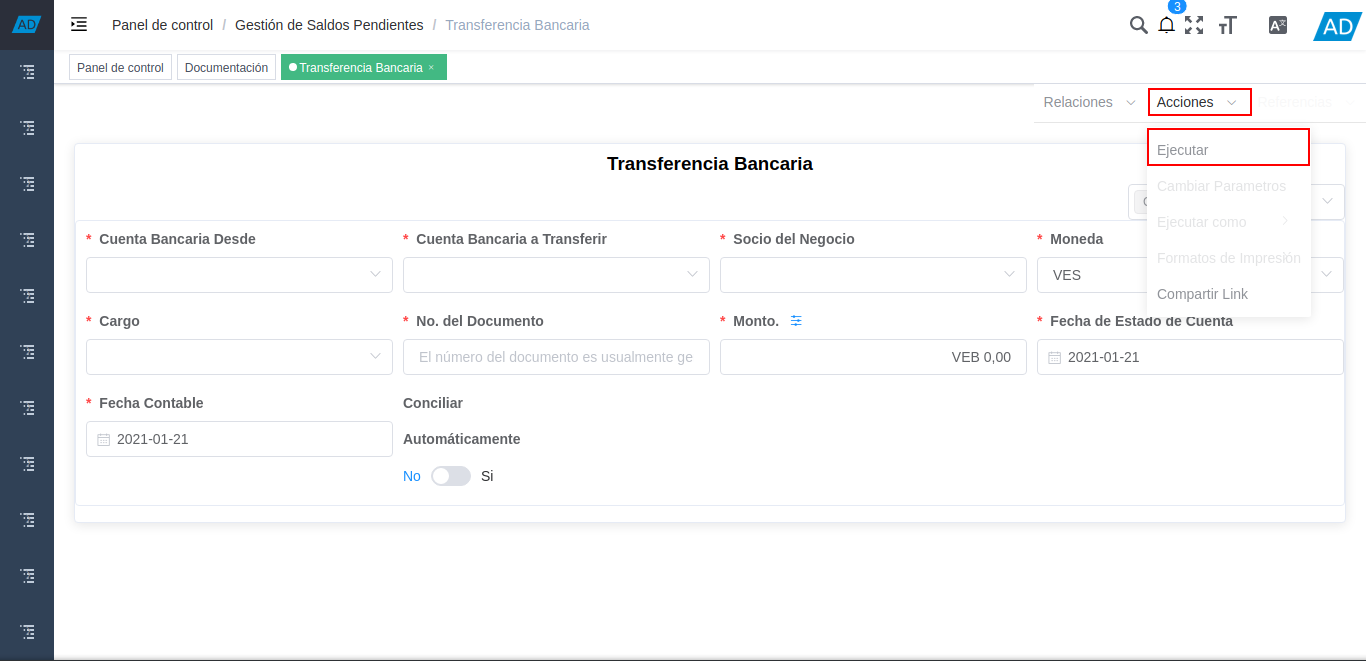 AD
Panel de control / Gestión de Saldos Pendientes / Transferencia Bancaria
3
AD
Panel de control
Documentación
Transferencia Bancaria ×
Relaciones
Acciones
Referencias
Ejecutar
Cambiar Parametros
Ejecutar como
Formatos de Impresión
Compartir Link
Transferencia Bancaria
* Cuenta Bancaria Desde
* Cuenta Bancaria a Transferir
* Socio del Negocio
* Moneda
VES
* Cargo
* No. del Documento
El número del documento es usualmente ge
* Monto.
VEB 0,00
* Fecha de Estado de Cuenta
2021-01-21
* Fecha Contable
2021-01-21
Conciliar
Automáticamente
No
Si